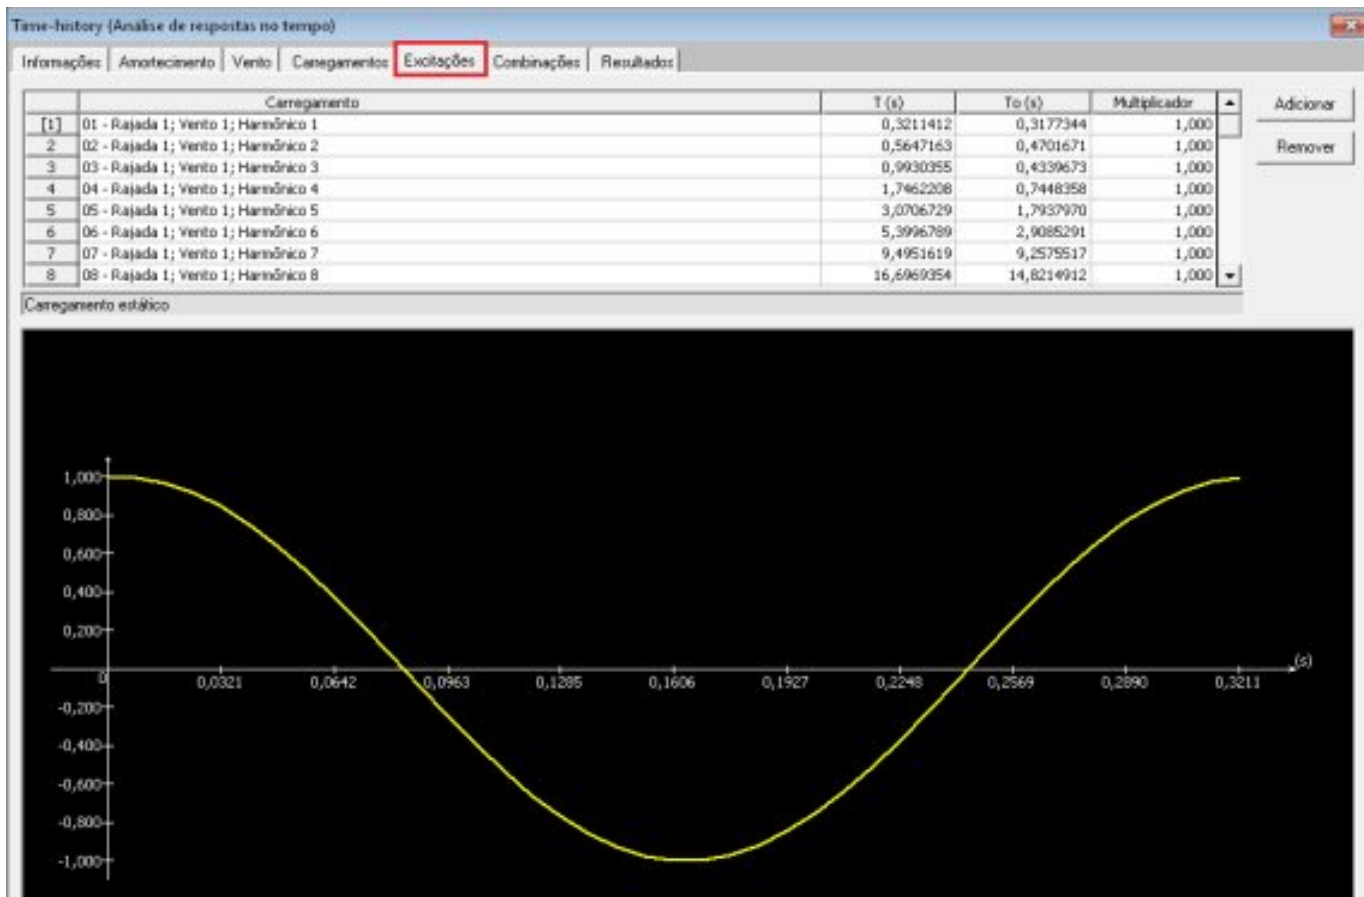 Time-history (Análise de respostas no tempo)
Informações Amortecimento Vento Carregamentos Excitações Combinações Resultados
Carregamento T (s) To (s) Multiplicador
[1] 01 - Rajada 1; Vento 1; Harmônico 1 0,3211412 0,3177344 1,000
2 02 - Rajada 1; Vento 1; Harmônico 2 0,5647163 0,4701671 1,000
3 03 - Rajada 1; Vento 1; Harmônico 3 0,9930355 0,4339673 1,000
4 04 - Rajada 1; Vento 1; Harmônico 4 1,7462208 0,7448358 1,000
5 05 - Rajada 1; Vento 1; Harmônico 5 3,0706729 1,7937970 1,000
6 06 - Rajada 1; Vento 1; Harmônico 6 5,3996789 2,9085291 1,000
7 07 - Rajada 1; Vento 1; Harmônico 7 9,4951619 9,2575517 1,000
8 08 - Rajada 1; Vento 1; Harmônico 8 16,6969354 14,8214912 1,000
Adicionar
Remover
Carregamento estático
1,000
0,800
0,600
0,400
0,200
(s)
0 0,0321 0,0642 0,0963 0,1285 0,1606 0,1927 0,2248 0,2569 0,2890 0,3211
-0,200
-0,400
-0,600
-0,800
-1,000